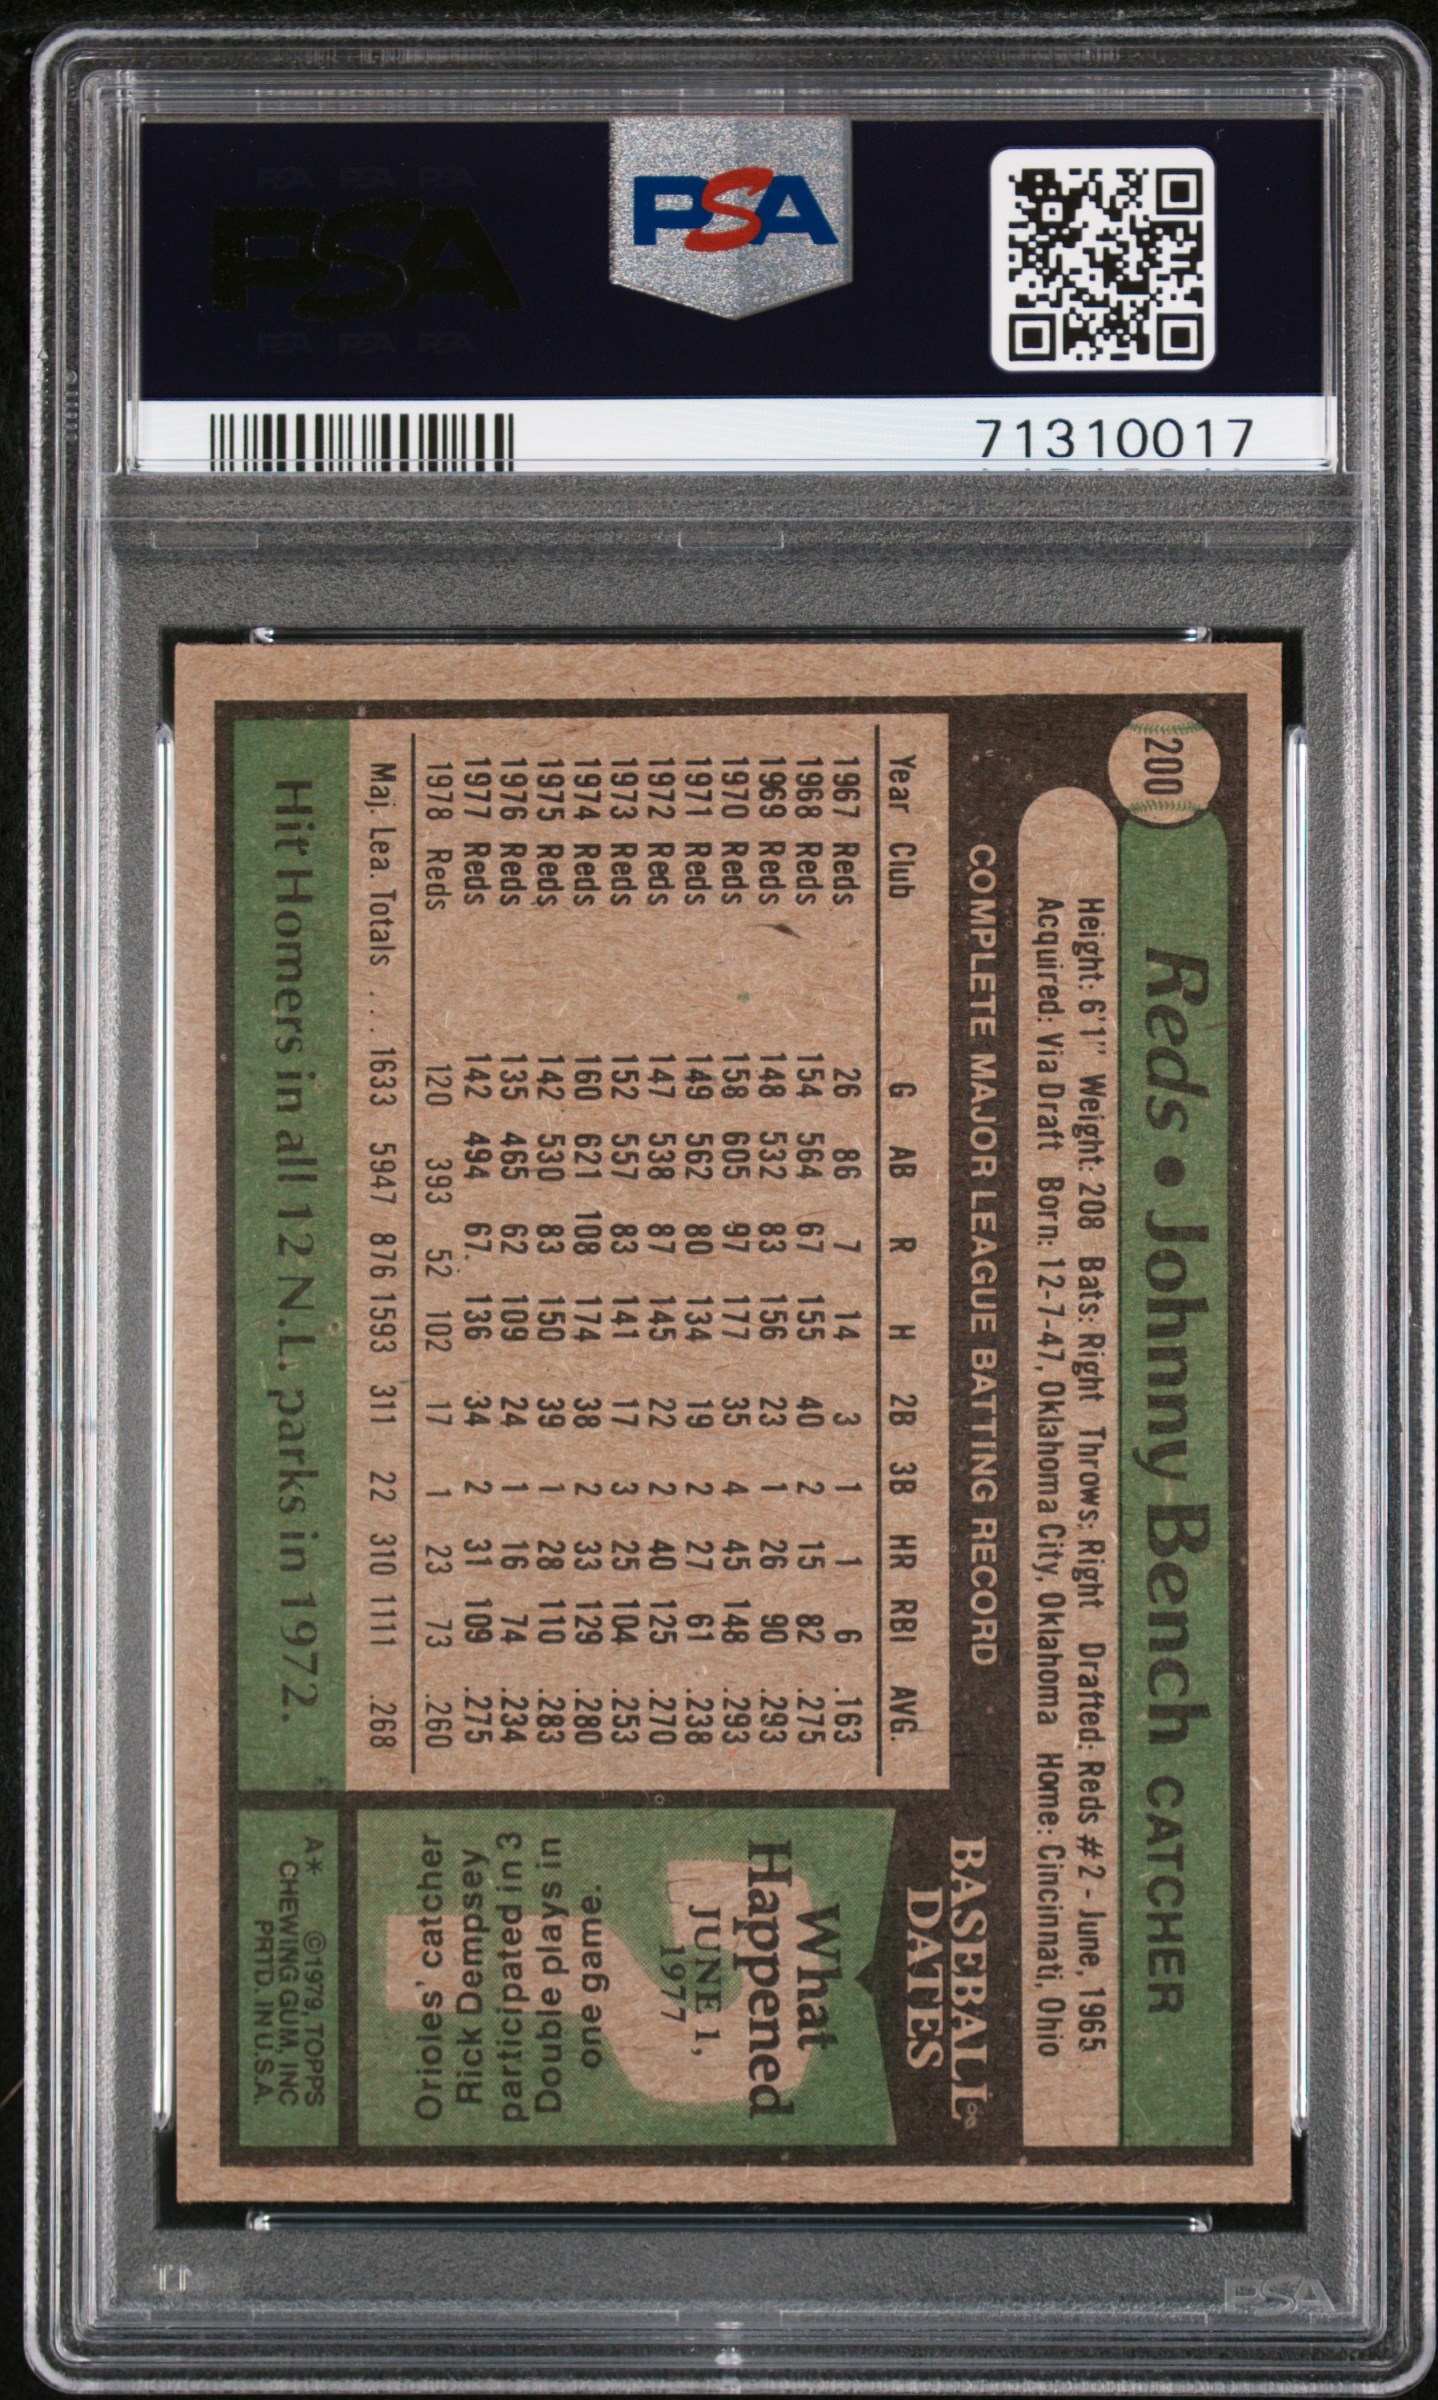 PSA
PSA
71310017
200
Reds • Johnny Bench CATCHER
Height: 6'1" Weight: 208 Bats: Right Throws: Right Drafted: Reds #2 - June, 1965
Acquired: Via Draft Born: 12-7-47, Oklahoma City, Oklahoma Home: Cincinnati, Ohio
COMPLETE MAJOR LEAGUE BATTING RECORD
Year Club G AB R H 2B 3B HR RBI AVG.
1967 Reds 26 86 7 14 3 1 1 6 .163
1968 Reds 154 564 67 155 40 2 15 82 .275
1969 Reds 148 532 83 156 23 1 26 90 .293
1970 Reds 158 605 97 177 35 4 45 148 .293
1971 Reds 149 562 80 134 19 2 27 61 .238
1972 Reds 147 538 87 145 22 2 40 125 .270
1973 Reds 152 557 83 141 17 3 25 104 .253
1974 Reds 160 621 108 174 38 2 33 129 .280
1975 Reds 142 530 83 150 39 1 28 110 .283
1976 Reds 135 465 62 109 24 1 16 74 .234
1977 Reds 142 494 67 136 34 2 31 109 .275
1978 Reds 120 393 52 102 17 1 23 73 .260
Maj. Lea. Totals . . . 1633 5947 876 1593 311 22 310 1111 .268
Hit Homers in all 12 N.L. parks in 1972.
BASEBALL
DATES
What
Happened
JUNE 1,
1977
Orioles' catcher
Rick Dempsey
participated in 3
Double plays in
one game.
A* ©1979, TOPPS
CHEWING GUM, INC
PRTD. IN U.S.A.
PSA